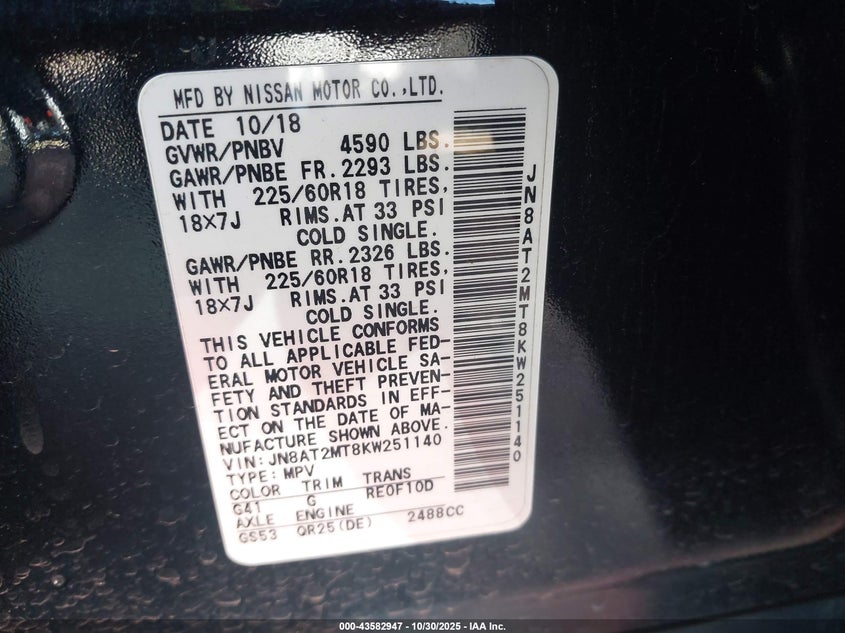 MFD BY NISSAN MOTOR CO.,LTD.
DATE 10/18
GVWR/PNBV 4590 LBS.
GAWR/PNBE FR.2293 LBS.
WITH 225/60R18 TIRES,
18X7J RIMS.AT 33 PSI
COLD SINGLE.
GAWR/PNBE RR.2326 LBS.
WITH 225/60R18 TIRES,
18X7J RIMS.AT 33 PSI
COLD SINGLE.
THIS VEHICLE CONFORMS
TO ALL APPLICABLE FED-
ERAL MOTOR VEHICLE SA-
FETY AND THEFT PREVEN-
TION STANDARDS IN EFF-
ECT ON THE DATE OF MA-
NUFACTURE SHOWN ABOVE.
VIN:JN8AT2MT8KW251140
TYPE:MPV
COLOR TRIM TRANS
G41 G RE0F10D
AXLE ENGINE
GS53 QR25(DE) 2488CC
JN8AT2MT8KW251140
000-43582947 - 10/30/2025 - IAA Inc.